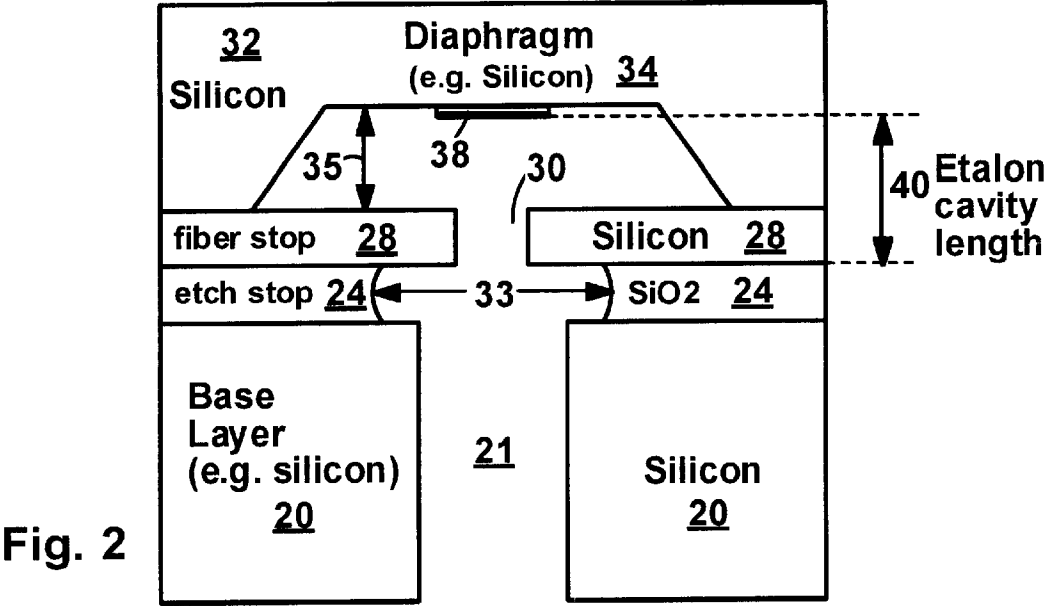 32
Silicon
Diaphragm
(e.g. Silicon)
34
35
38
30
40
Etalon
cavity
length
fiber stop 28
Silicon 28
etch stop 24
33
SiO2 24
Base
Layer
(e.g. silicon)
20
21
Silicon
20
Fig. 2